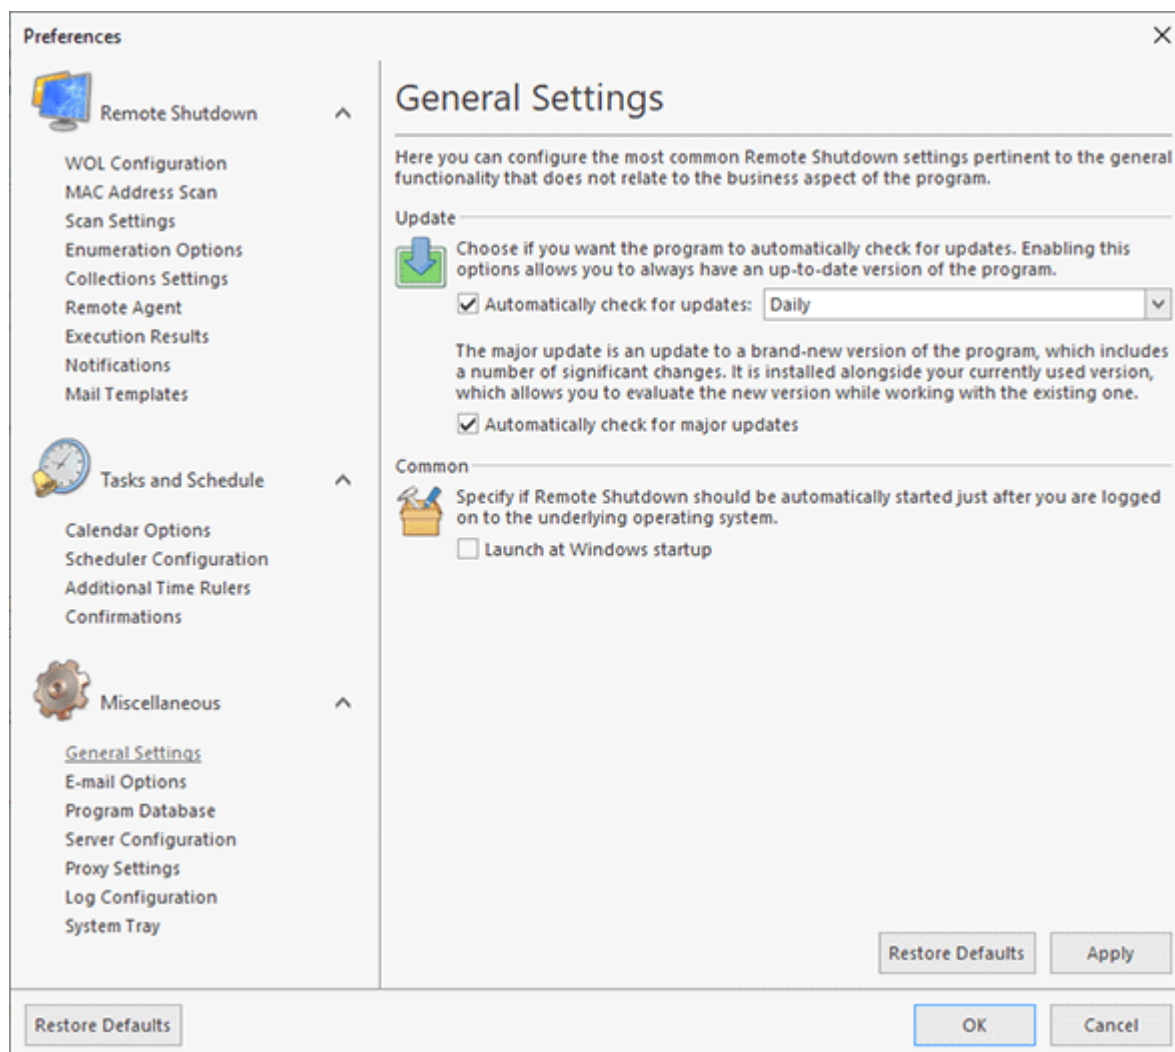 Preferences
Remote Shutdown
WOL Configuration
MAC Address Scan
Scan Settings
Enumeration Options
Collections Settings
Remote Agent
Execution Results
Notifications
Mail Templates
Tasks and Schedule
Calendar Options
Scheduler Configuration
Additional Time Rulers
Confirmations
Miscellaneous
General Settings
E-mail Options
Program Database
Server Configuration
Proxy Settings
Log Configuration
System Tray
General Settings
Here you can configure the most common Remote Shutdown settings pertinent to the general
functionality that does not relate to the business aspect of the program.
Update
Choose if you want the program to automatically check for updates. Enabling this
options allows you to always have an up-to-date version of the program.
Automatically check for updates: Daily
The major update is an update to a brand-new version of the program, which includes
a number of significant changes. It is installed alongside your currently used version,
which allows you to evaluate the new version while working with the existing one.
Automatically check for major updates
Common
Specify if Remote Shutdown should be automatically started just after you are logged
on to the underlying operating system.
Launch at Windows startup
Restore Defaults Apply
Restore Defaults OK Cancel